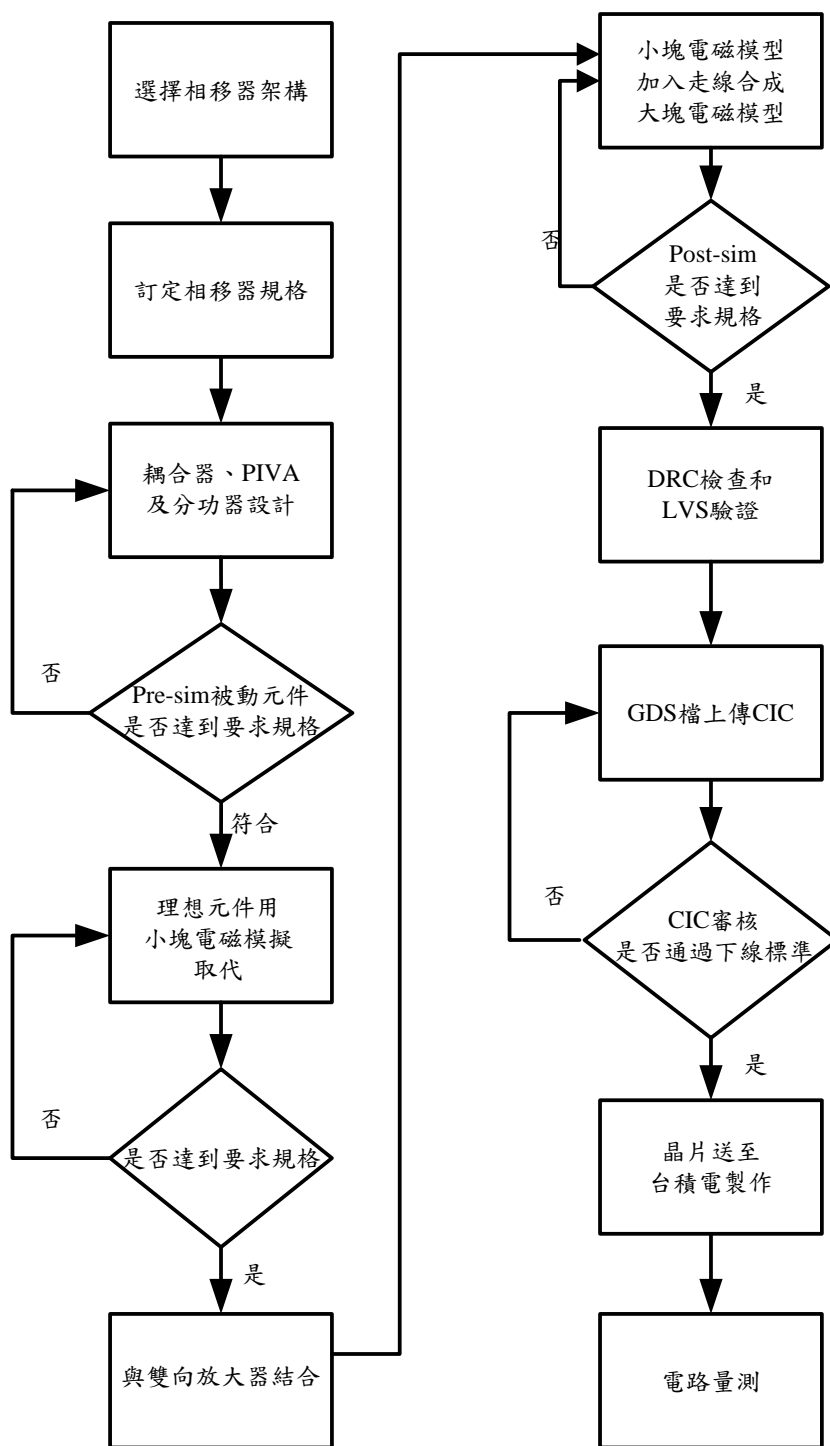 選擇相移器架構
訂定相移器規格
耦合器、PIVA
及分功器設計
否
Pre-sim被動元件
是否達到要求規格
符合
理想元件用
小塊電磁模擬
取代
否
是否達到要求規格
是
與雙向放大器結合
小塊電磁模型
加入走線合成
大塊電磁模型
否
Post-sim
是否達到
要求規格
是
DRC檢查和
LVS驗證
GDS檔上傳CIC
否
CIC審核
是否通過下線標準
是
晶片送至
台積電製作
電路量測